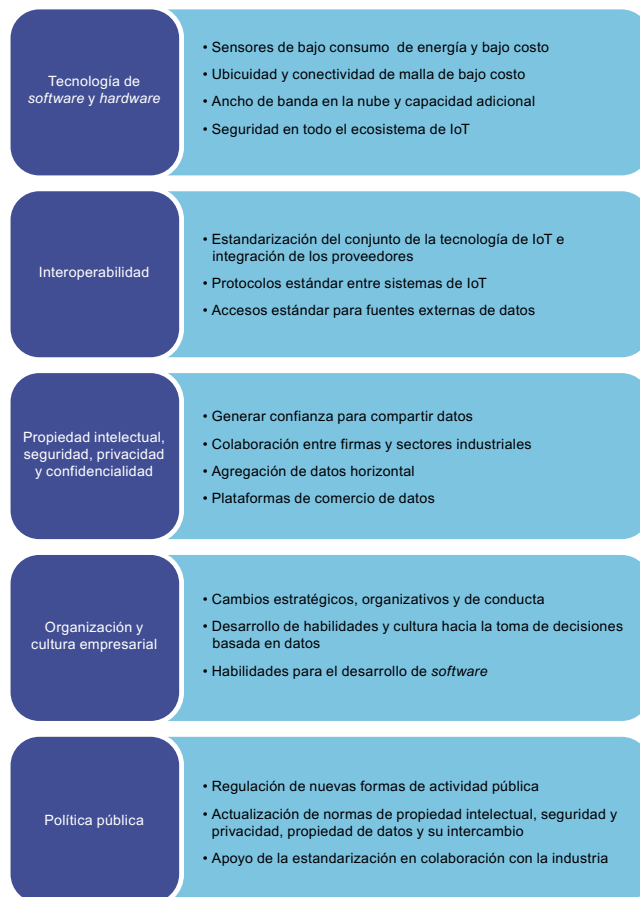 Tecnología de
software y hardware
• Sensores de bajo consumo de energía y bajo costo
• Ubicuidad y conectividad de malla de bajo costo
• Ancho de banda en la nube y capacidad adicional
• Seguridad en todo el ecosistema de IoT
Interoperabilidad
• Estandarización del conjunto de la tecnología de IoT e
integración de los proveedores
• Protocolos estándar entre sistemas de IoT
• Accesos estándar para fuentes externas de datos
Propiedad intelectual,
seguridad, privacidad
y confidencialidad
• Generar confianza para compartir datos
• Colaboración entre firmas y sectores industriales
• Agregación de datos horizontal
• Plataformas de comercio de datos
Organización y
cultura empresarial
• Cambios estratégicos, organizativos y de conducta
• Desarrollo de habilidades y cultura hacia la toma de decisiones
basada en datos
• Habilidades para el desarrollo de software
Política pública
• Regulación de nuevas formas de actividad pública
• Actualización de normas de propiedad intelectual, seguridad y
privacidad, propiedad de datos y su intercambio
• Apoyo de la estandarización en colaboración con la industria